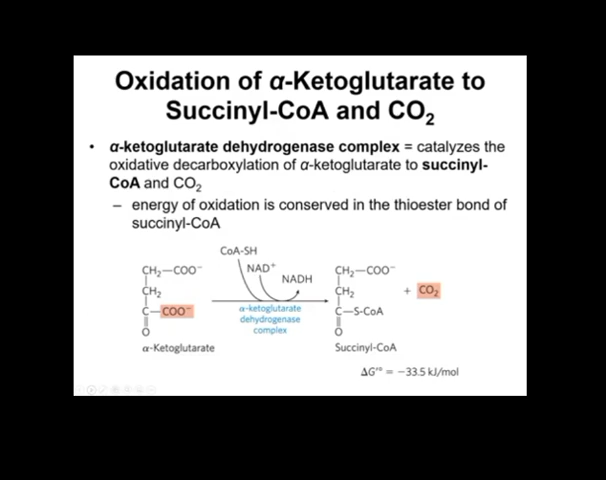 Oxidation of α-Ketoglutarate to
Succinyl-CoA and CO₂
• α-ketoglutarate dehydrogenase complex = catalyzes the
oxidative decarboxylation of α-ketoglutarate to succinyl-
CoA and CO₂
– energy of oxidation is conserved in the thioester bond of
succinyl-CoA
CoA-SH
NAD⁺
NADH
CH₂—COO⁻
CH₂
C—COO⁻
O
α-Ketoglutarate
α-ketoglutarate
dehydrogenase
complex
CH₂—COO⁻
CH₂
C—S-CoA
O
Succinyl-CoA
+ CO₂
ΔG′° = −33.5 kJ/mol